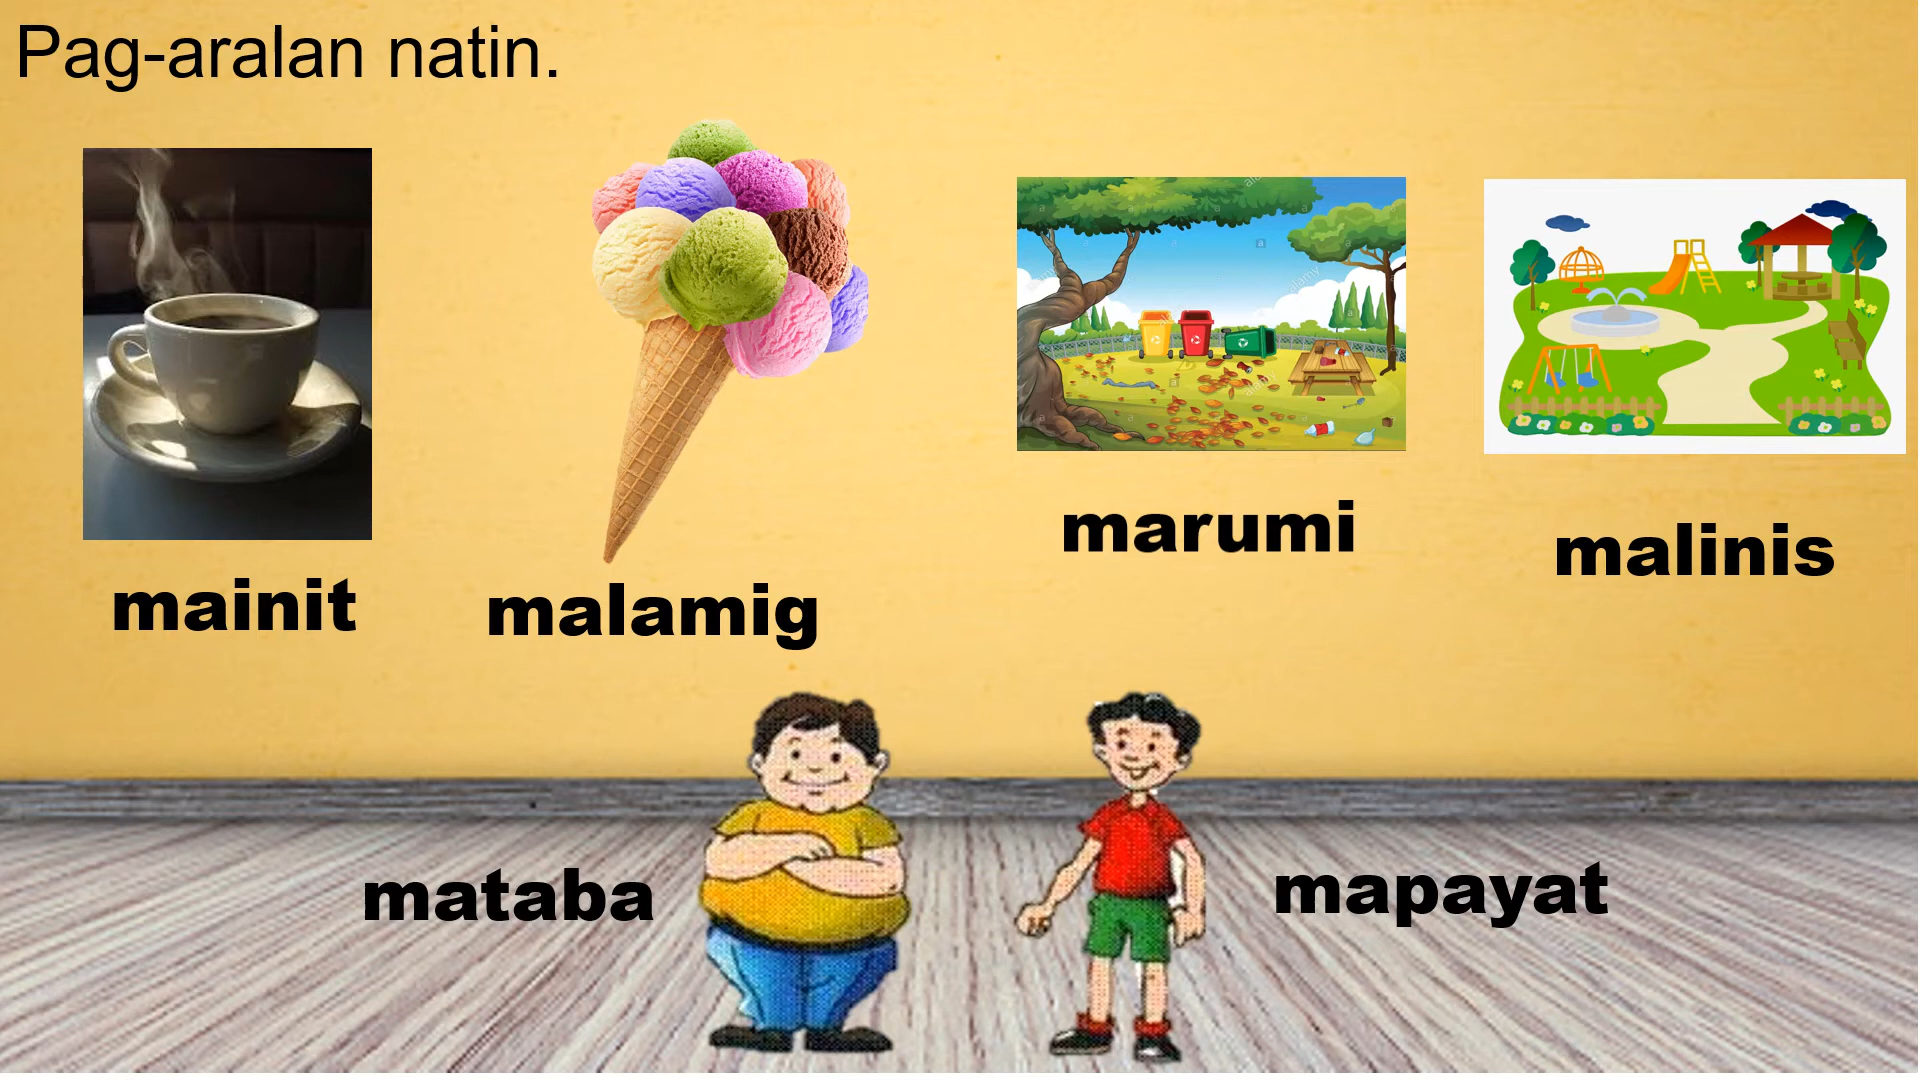 Pag-aralan natin.
mainit
malamig
marumi
malinis
mataba
mapayat